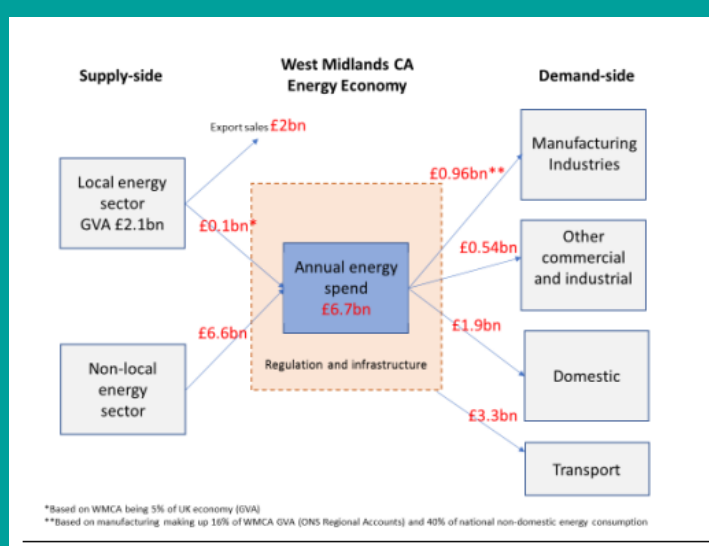 Supply-side
West Midlands CA
Energy Economy
Demand-side
Export sales £2bn
Local energy
sector
GVA £2.1bn
£0.1bn*
Non-local
energy
sector
£6.6bn
Annual energy
spend
£6.7bn
Regulation and infrastructure
£0.96bn**
Manufacturing
Industries
£0.54bn
Other
commercial
and industrial
£1.9bn
Domestic
£3.3bn
Transport
*Based on WMCA being 5% of UK economy (GVA)
**Based on manufacturing making up 16% of WMCA GVA (ONS Regional Accounts) and 40% of national non-domestic energy consumption